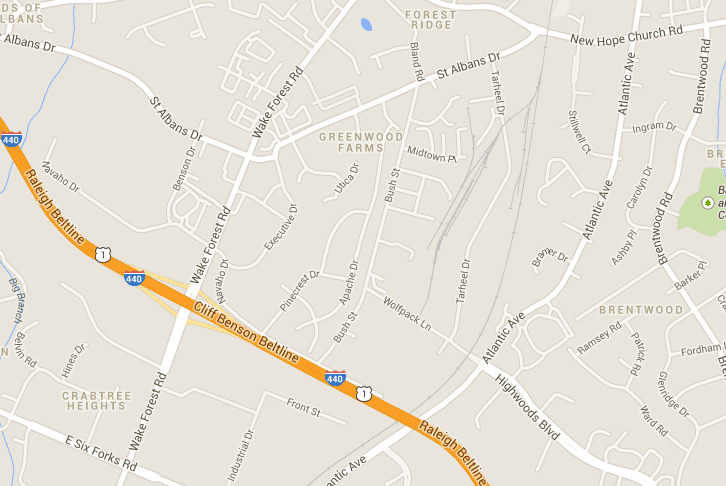 DS OF
ALBANS
FOREST
RIDGE
New Hope Church Rd
St Albans Dr
Bland Rd
St Albans Dr
Tarheel Dr
Atlantic Ave
Brentwood Rd
Wake Forest Rd
St Albans Dr
GREENWOOD
FARMS
Stillwell Ct
Ingram Dr
440
Midtown Pl
Navaho Dr
Benson Dr
Utica Dr
Bush St
Carolyn Dr
Raleigh Beltline
Wake Forest Rd
Executive Dr
Atlantic Ave
Ashby Pl
Brentwood Rd
1
440
Navaho Dr
Pinecrest Dr
Apache Dr
Tarheel Dr
Barker Pl
Big Branch
Cliff Benson Beltline
Bush St
Wolfpack Ln
Atlantic Ave
BRENTWOOD
Belvin Rd
Hines Dr
Ramsey Rd
Patrick Rd
Fordham
440
1
Highwoods Blvd
Glenridge Dr
CRABTREE
HEIGHTS
Wake Forest Rd
Front St
Ward Rd
E Six Forks Rd
Industrial Dr
Raleigh Beltline
lantic Ave